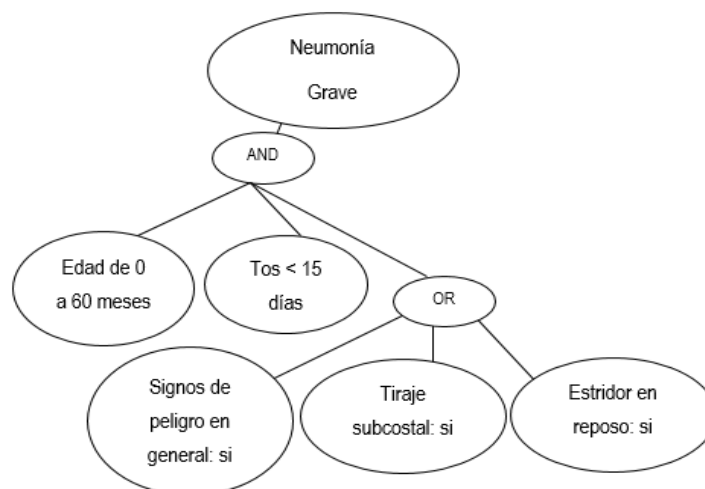 Neumonía
Grave
AND
Edad de 0
a 60 meses
Tos < 15
días
OR
Signos de
peligro en
general: si
Tiraje
subcostal: si
Estridor en
reposo: si